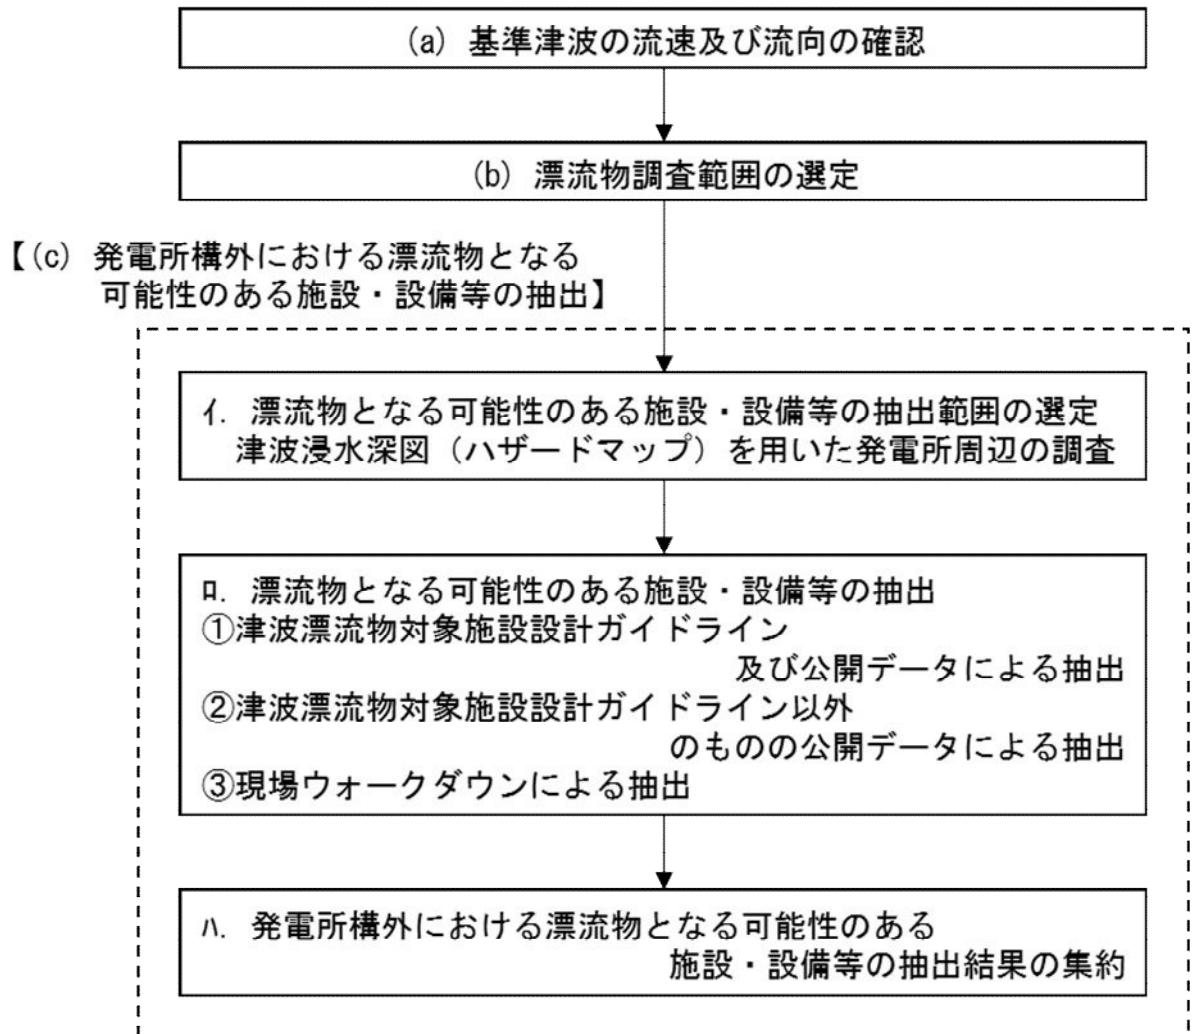 (a) 基準津波の流速及び流向の確認
(b) 漂流物調査範囲の選定
【(c) 発電所構外における漂流物となる
可能性のある施設・設備等の抽出】
ｲ. 漂流物となる可能性のある施設・設備等の抽出範囲の選定
津波浸水深図（ハザードマップ）を用いた発電所周辺の調査
ﾛ. 漂流物となる可能性のある施設・設備等の抽出
①津波漂流物対象施設設計ガイドライン
及び公開データによる抽出
②津波漂流物対象施設設計ガイドライン以外
のものの公開データによる抽出
③現場ウォークダウンによる抽出
ﾊ. 発電所構外における漂流物となる可能性のある
施設・設備等の抽出結果の集約